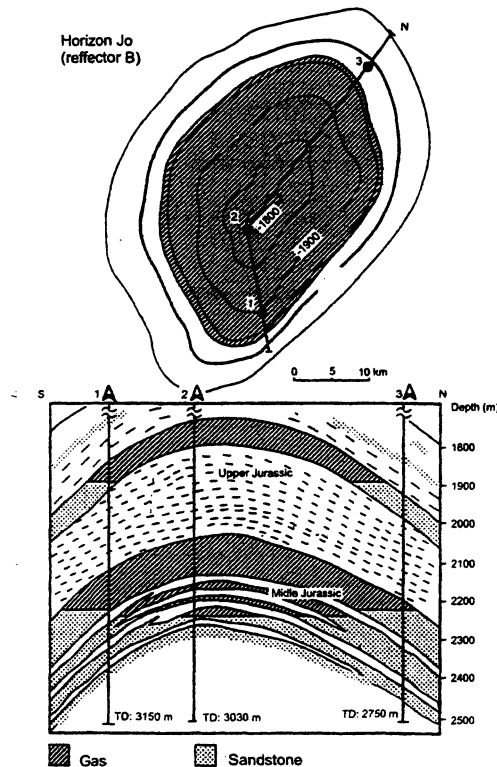 Horizon Jo
(reffector B)
N
3
2
-1800
-1900
1
0 5 10 km
S 1 2 3 N Depth (m)
1800
1900
2000
2100
2200
2300
2400
2500
Upper Jurassic
Midle Jurassic
TD: 3150 m TD: 3030 m TD: 2750 m
Gas Sandstone